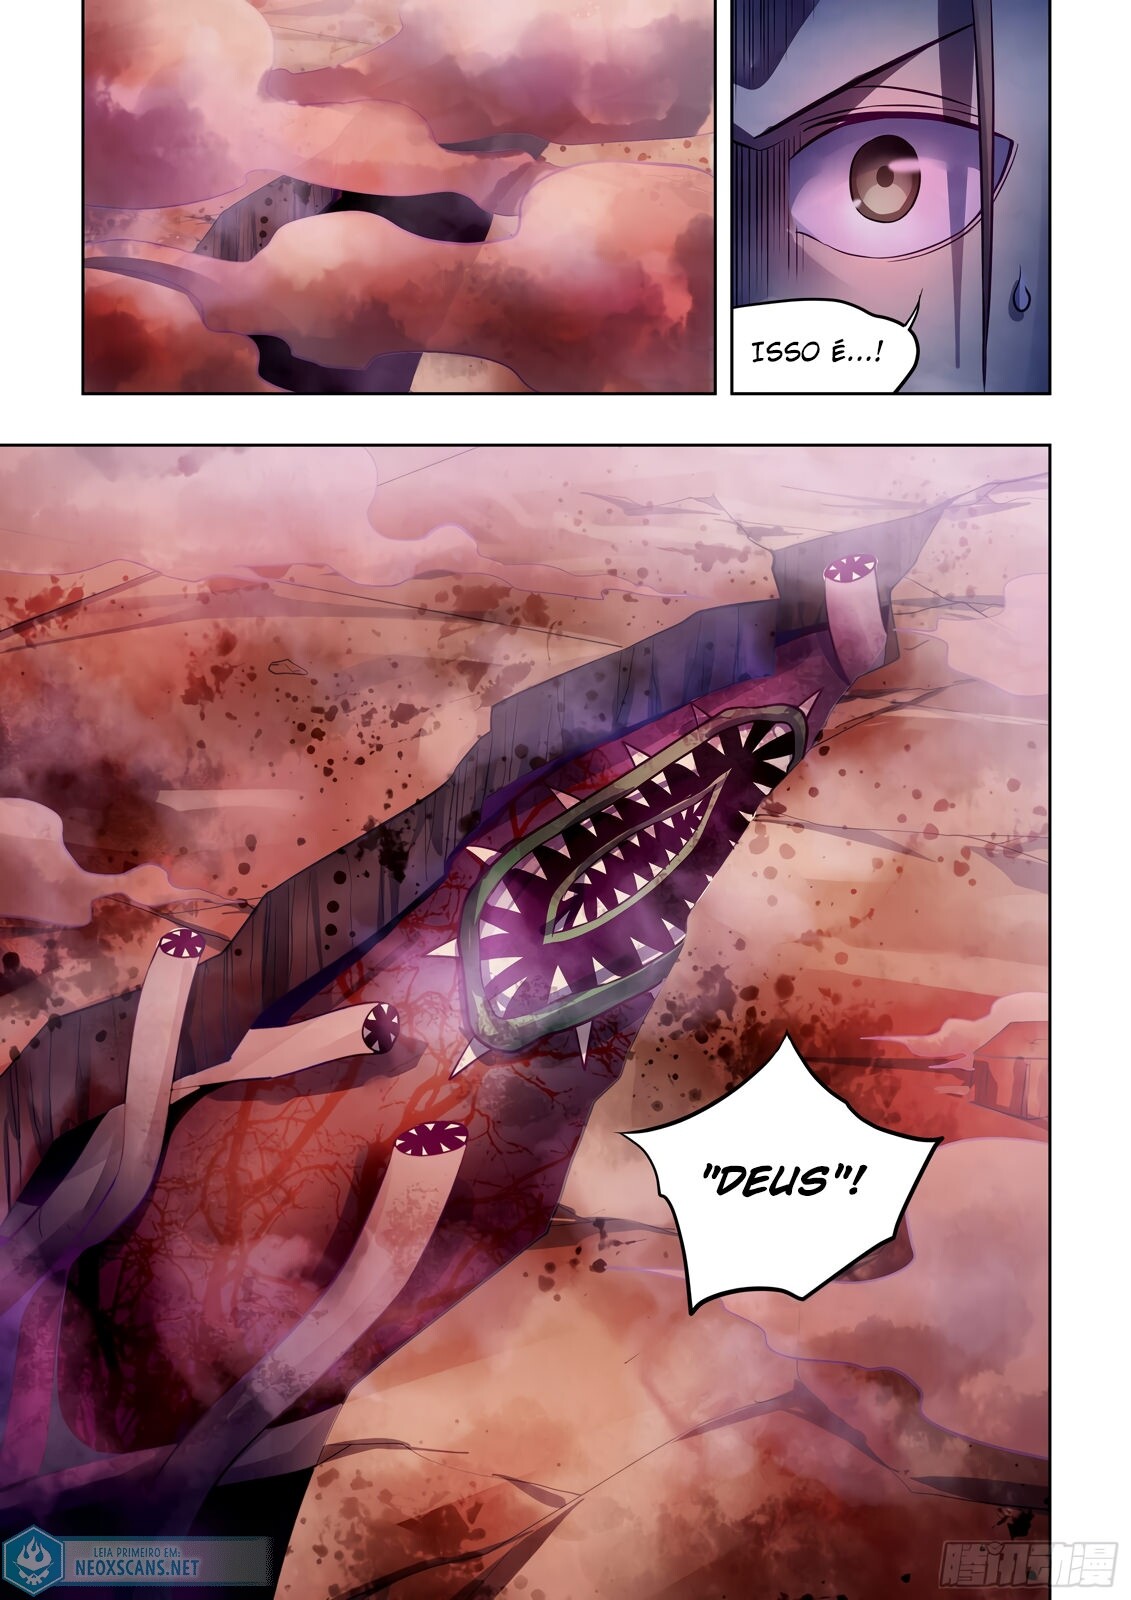 ISSO É...!
"DEUS"!
LEIA PRIMEIRO EM:
NEOXSCANS.NET
腾讯动漫